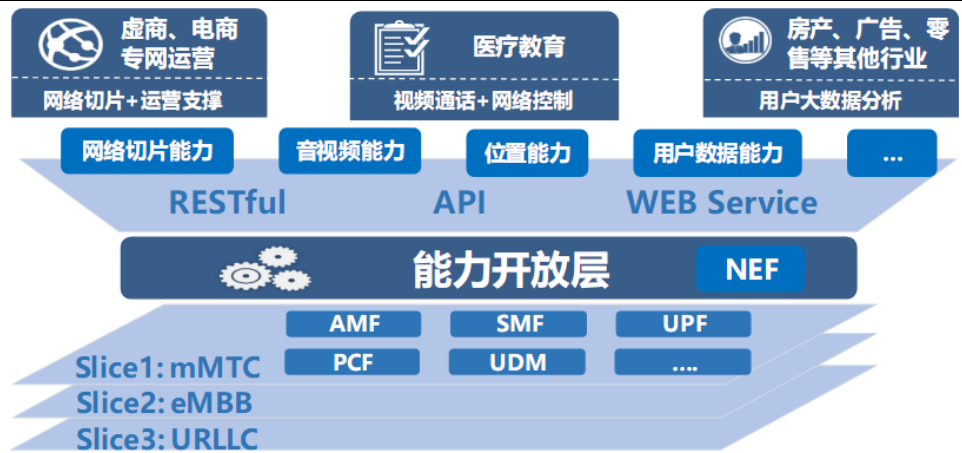 虚商、电商
专网运营
网络切片+运营支撑
医疗教育
视频通话+网络控制
房产、广告、零
售等其他行业
用户大数据分析
网络切片能力
音视频能力
位置能力
用户数据能力
...
RESTful
API
WEB Service
能力开放层
NEF
AMF
SMF
UPF
PCF
UDM
....
Slice1: mMTC
Slice2: eMBB
Slice3: URLLC